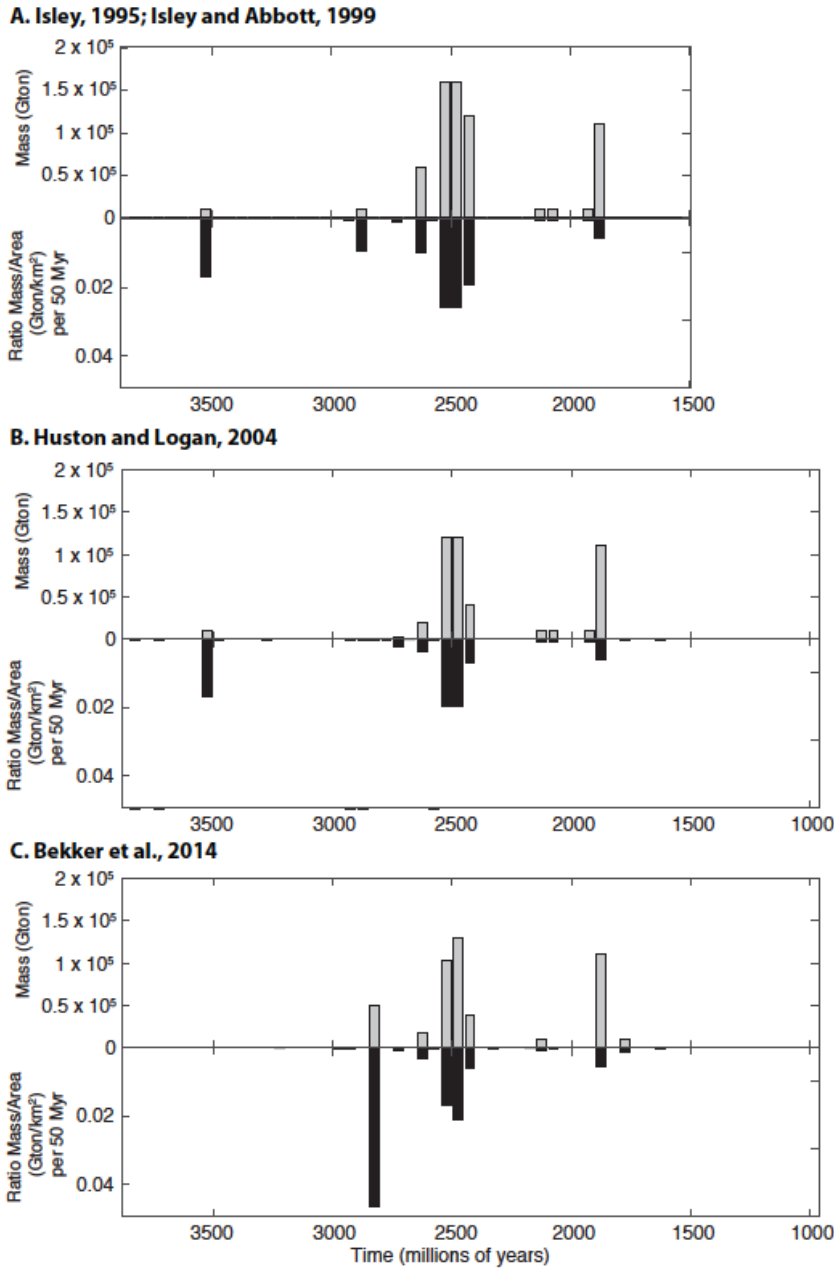 A. Isley, 1995; Isley and Abbott, 1999
2 x 10⁵
1.5 x 10⁵
1 x 10⁵
0.5 x 10⁵
0
0.02
0.04
Mass (Gton)
Ratio Mass/Area
(Gton/km²)
per 50 Myr
3500 3000 2500 2000 1500
B. Huston and Logan, 2004
2 x 10⁵
1.5 x 10⁵
1 x 10⁵
0.5 x 10⁵
0
0.02
0.04
Mass (Gton)
Ratio Mass/Area
(Gton/km²)
per 50 Myr
3500 3000 2500 2000 1500 1000
C. Bekker et al., 2014
2 x 10⁵
1.5 x 10⁵
1 x 10⁵
0.5 x 10⁵
0
0.02
0.04
Mass (Gton)
Ratio Mass/Area
(Gton/km²)
per 50 Myr
3500 3000 2500 2000 1500 1000
Time (millions of years)